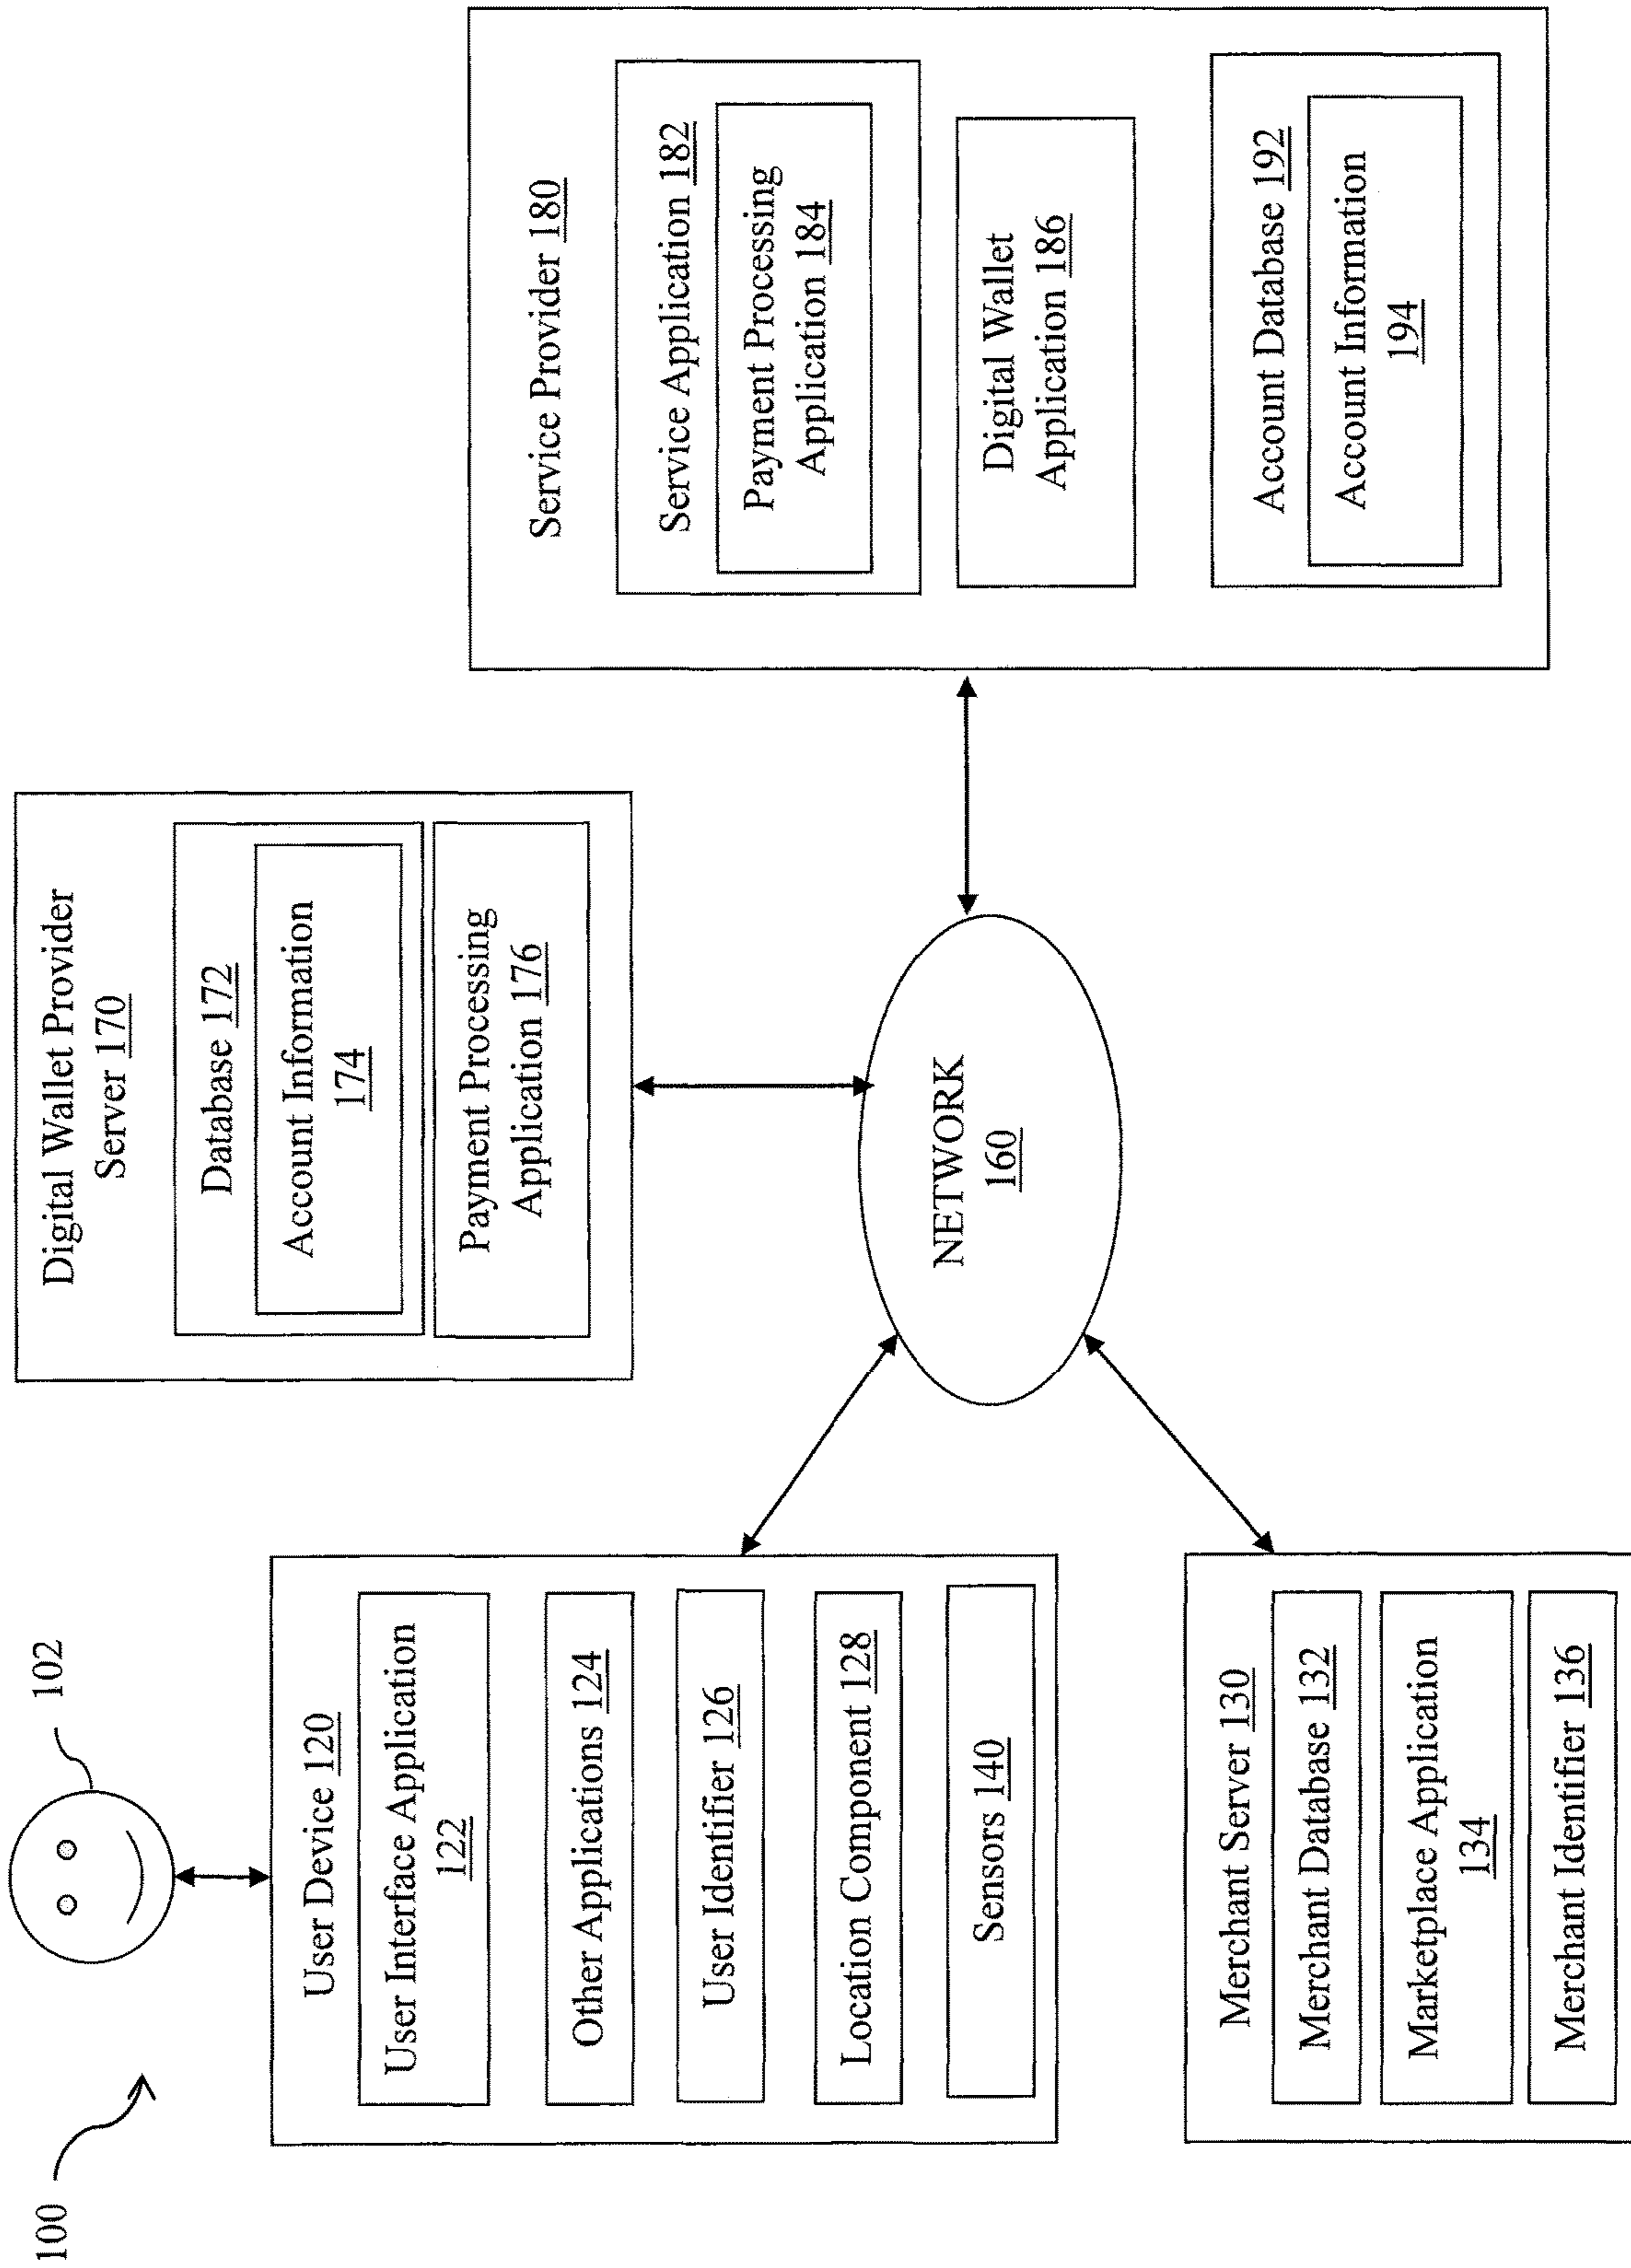 100
102
User Device 120
User Interface Application
122
Other Applications 124
User Identifier 126
Location Component 128
Sensors 140
Merchant Server 130
Merchant Database 132
Marketplace Application
134
Merchant Identifier 136
Digital Wallet Provider
Server 170
Database 172
Account Information
174
Payment Processing
Application 176
NETWORK
160
Service Provider 180
Service Application 182
Payment Processing
Application 184
Digital Wallet
Application 186
Account Database 192
Account Information
194